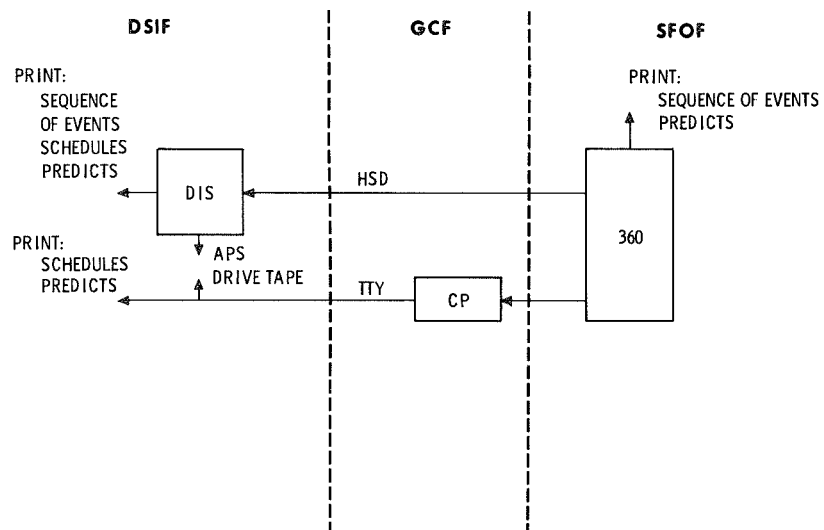 DSIF
GCF
SFOF
PRINT:
SEQUENCE
OF EVENTS
SCHEDULES
PREDICTS
PRINT:
SEQUENCE OF EVENTS
PREDICTS
DIS
HSD
360
PRINT:
SCHEDULES
PREDICTS
APS
DRIVE TAPE
TTY
CP